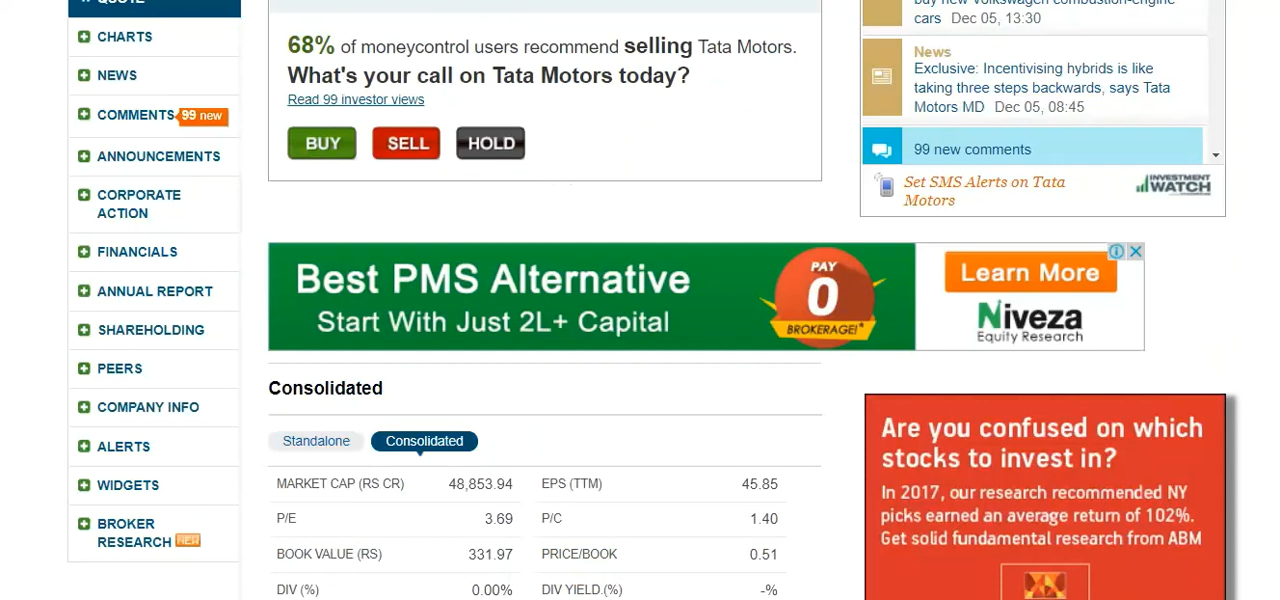 QUOTE
CHARTS
NEWS
COMMENTS 99 new
ANNOUNCEMENTS
CORPORATE
ACTION
FINANCIALS
ANNUAL REPORT
SHAREHOLDING
PEERS
COMPANY INFO
ALERTS
WIDGETS
BROKER
RESEARCH NEW
68% of moneycontrol users recommend selling Tata Motors.
What's your call on Tata Motors today?
Read 99 investor views
BUY SELL HOLD
buy new Volkswagen combustion-engine
cars Dec 05, 13:30
News
Exclusive: Incentivising hybrids is like
taking three steps backwards, says Tata
Motors MD Dec 05, 08:45
99 new comments
Set SMS Alerts on Tata
Motors
INVESTMENT
WATCH
Best PMS Alternative
Start With Just 2L+ Capital
PAY
0
BROKERAGE!*
Learn More
Niveza
Equity Research
Consolidated
Standalone Consolidated
MARKET CAP (RS CR) 48,853.94 EPS (TTM) 45.85
P/E 3.69 P/C 1.40
BOOK VALUE (RS) 331.97 PRICE/BOOK 0.51
DIV (%) 0.00% DIV YIELD.(%) -%
Are you confused on which
stocks to invest in?
In 2017, our research recommended NY
picks earned an average return of 102%.
Get solid fundamental research from ABM